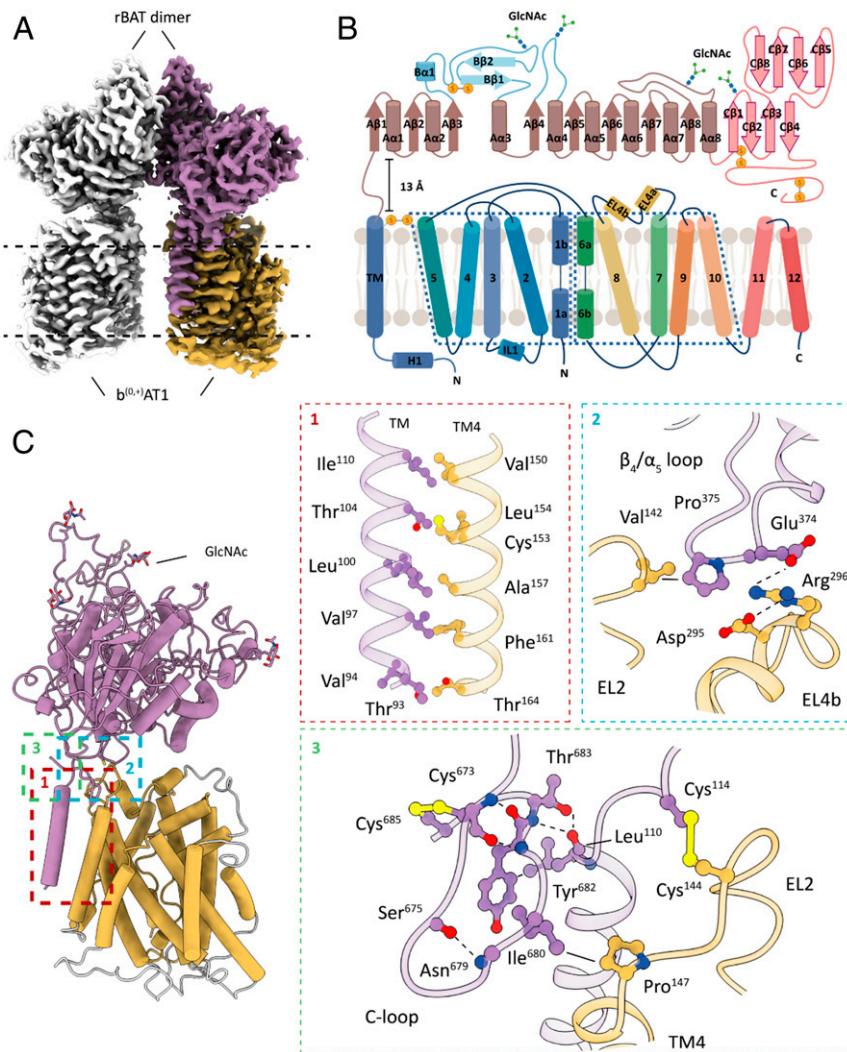 A
rBAT dimer
b(0,+)AT1
B
GlcNAc
GlcNAc
Bα1
Bβ2
Bβ1
S
S
Cβ7
Cβ5
Cβ8
Cβ6
Aβ1
Aα1
Aβ2
Aα2
Aβ3
Aα3
Aβ4
Aα4
Aβ5
Aα5
Aβ6
Aα6
Aβ7
Aα7
Aβ8
Aα8
Cβ1
Cβ2
Cβ3
Cβ4
S
S
C
S
S
13 Å
S
S
EL4b
EL4a
TM
5
4
3
2
1b
6a
8
7
9
10
11
12
1a
6b
H1
N
IL1
N
C
C
GlcNAc
3
2
1
1
TM
TM4
Ile110
Val150
Thr104
Leu154
Cys153
Leu100
Ala157
Val97
Phe161
Val94
Thr93
Thr164
2
β4/α5 loop
Pro375
Val142
Glu374
Arg296
Asp295
EL2
EL4b
3
Thr683
Cys673
Cys114
Cys685
Leu110
Tyr682
Cys144
EL2
Ser675
Asn679
Ile680
Pro147
C-loop
TM4